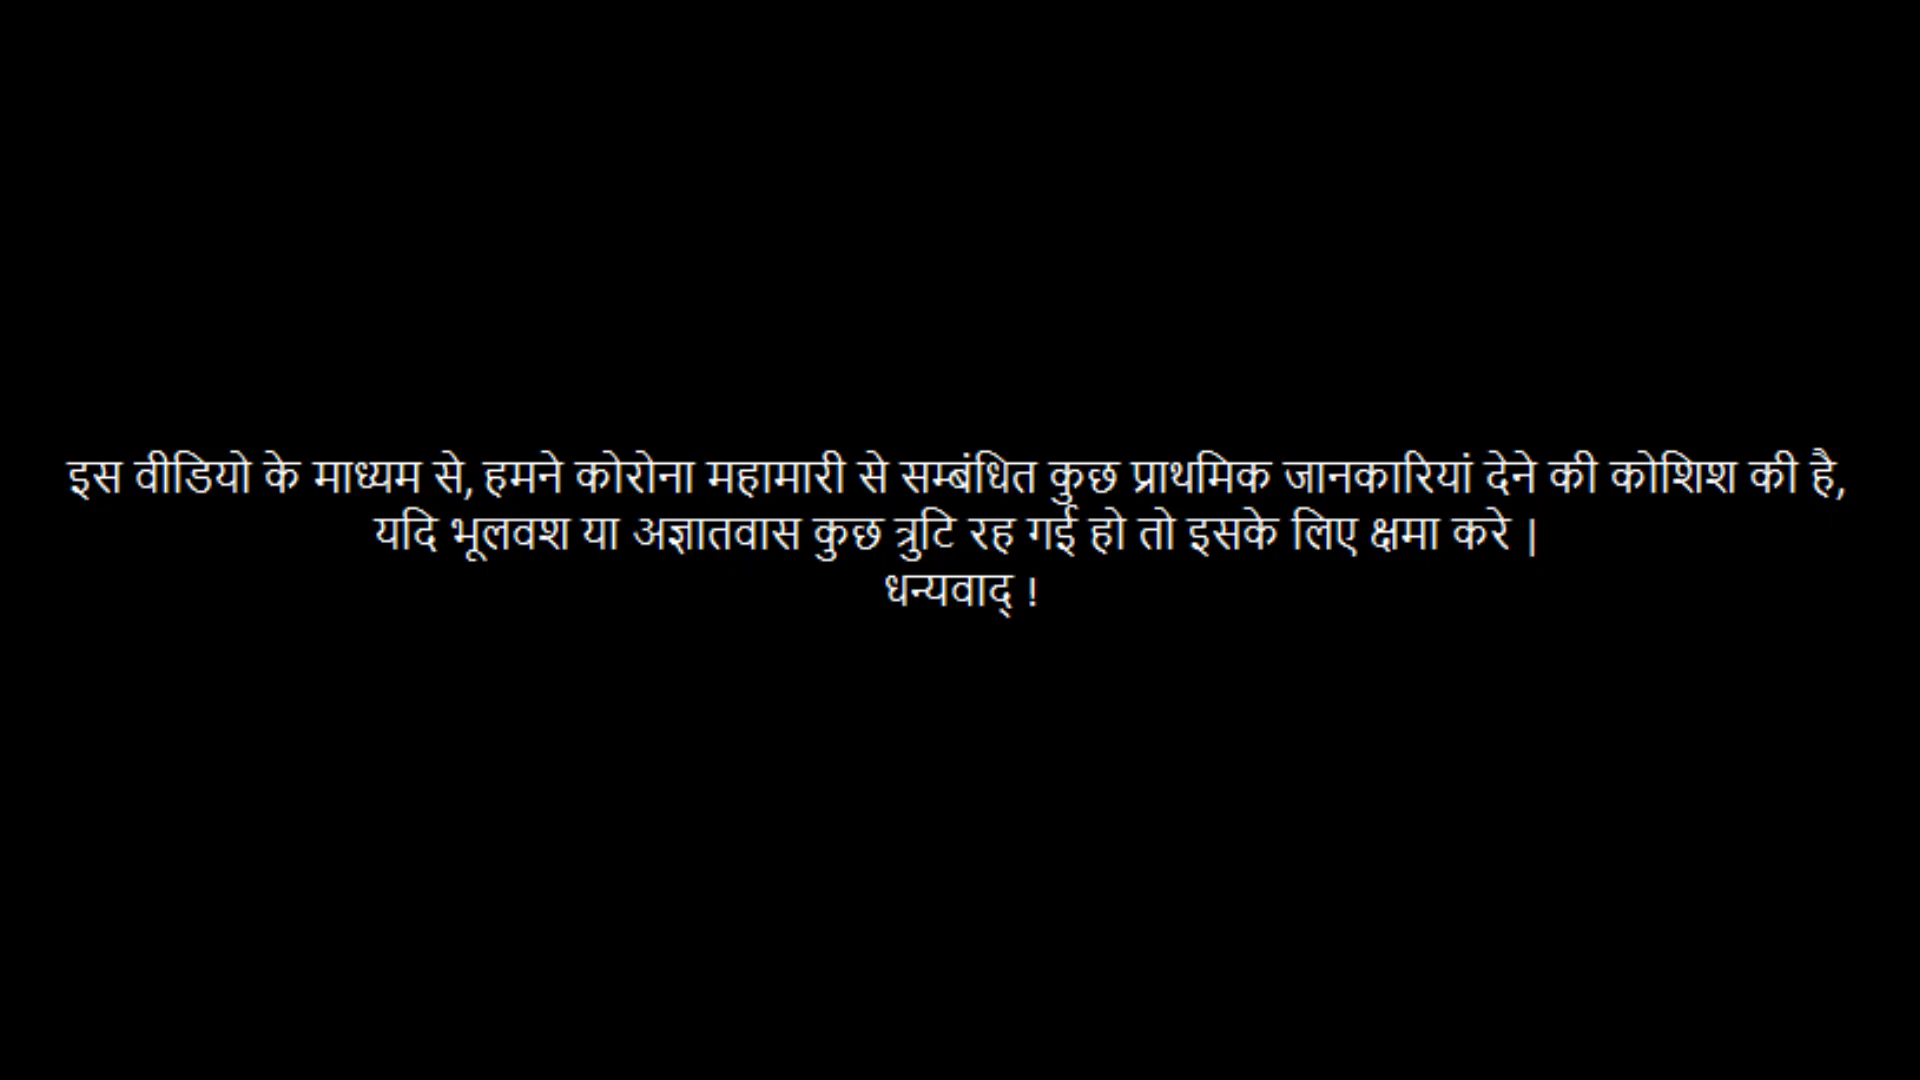 इस वीडियो के माध्यम से, हमने कोरोना महामारी से सम्बंधित कुछ प्राथमिक जानकारियां देने की कोशिश की है,
यदि भूलवश या अज्ञातवास कुछ त्रुटि रह गई हो तो इसके लिए क्षमा करे |
धन्यवाद् !